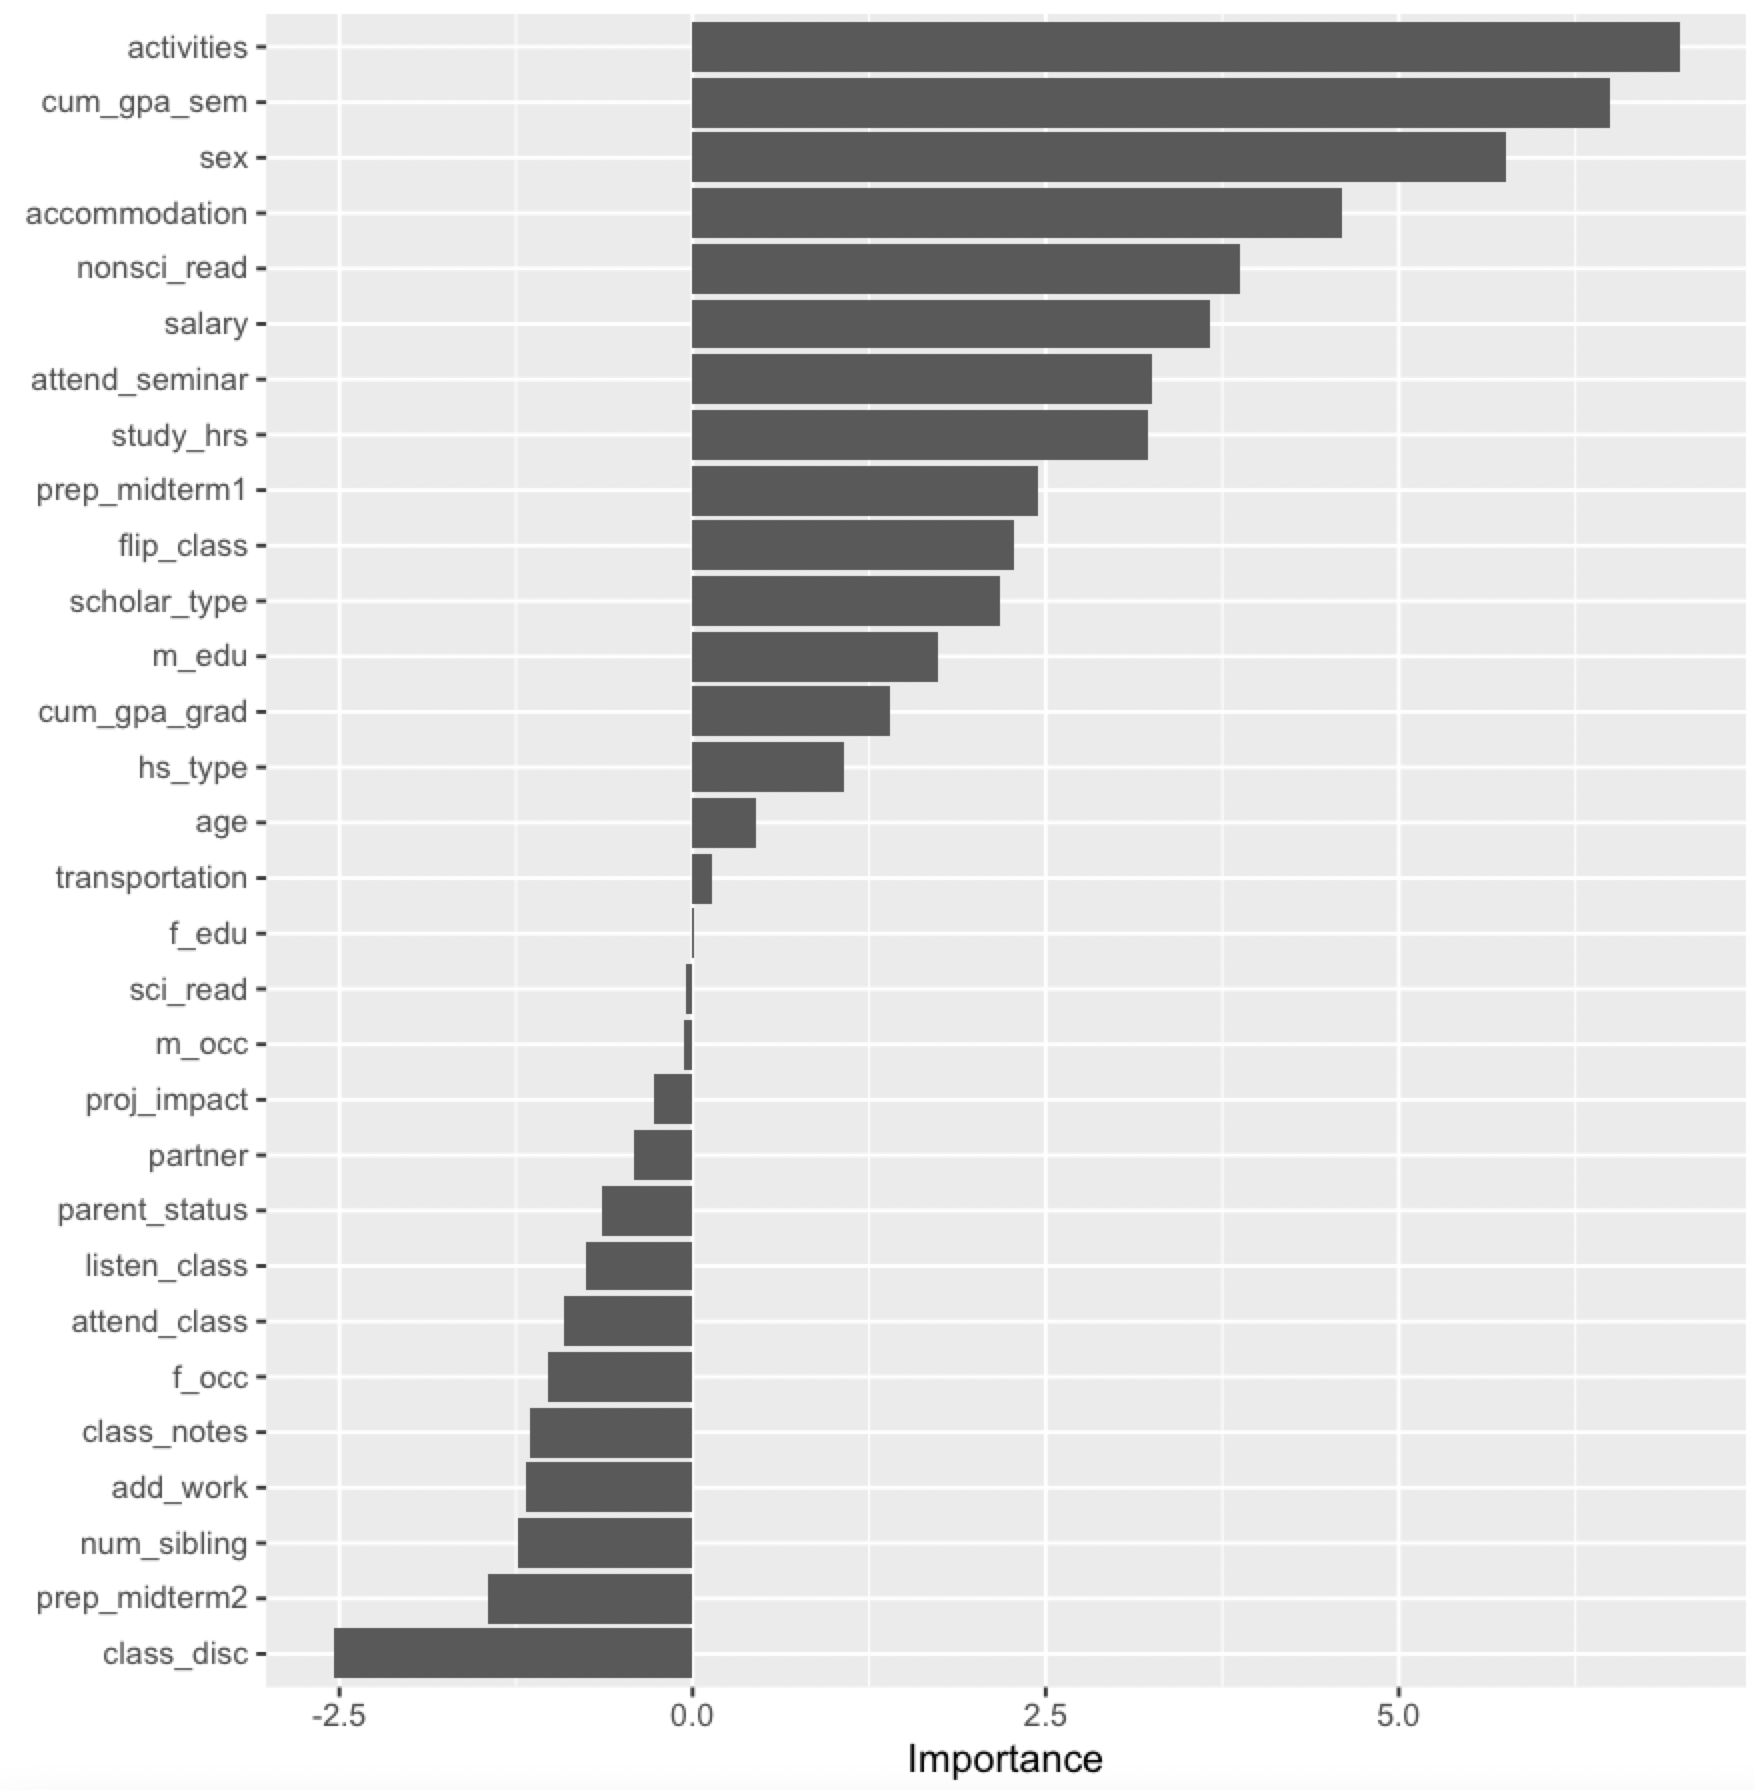 activities
cum_gpa_sem
sex
accommodation
nonsci_read
salary
attend_seminar
study_hrs
prep_midterm1
flip_class
scholar_type
m_edu
cum_gpa_grad
hs_type
age
transportation
f_edu
sci_read
m_occ
proj_impact
partner
parent_status
listen_class
attend_class
f_occ
class_notes
add_work
num_sibling
prep_midterm2
class_disc
-2.5 0.0 2.5 5.0
Importance